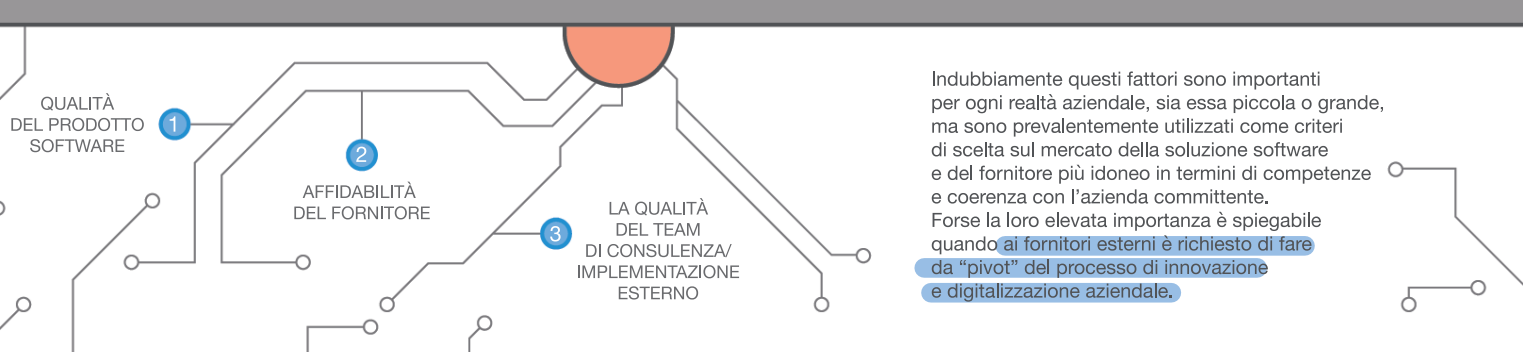 QUALITÀ
DEL PRODOTTO
SOFTWARE
1
2
AFFIDABILITÀ
DEL FORNITORE
3
LA QUALITÀ
DEL TEAM
DI CONSULENZA/
IMPLEMENTAZIONE
ESTERNO
Indubbiamente questi fattori sono importanti
per ogni realtà aziendale, sia essa piccola o grande,
ma sono prevalentemente utilizzati come criteri
di scelta sul mercato della soluzione software
e del fornitore più idoneo in termini di competenze
e coerenza con l’azienda committente.
Forse la loro elevata importanza è spiegabile
quando ai fornitori esterni è richiesto di fare
da “pivot” del processo di innovazione
e digitalizzazione aziendale.